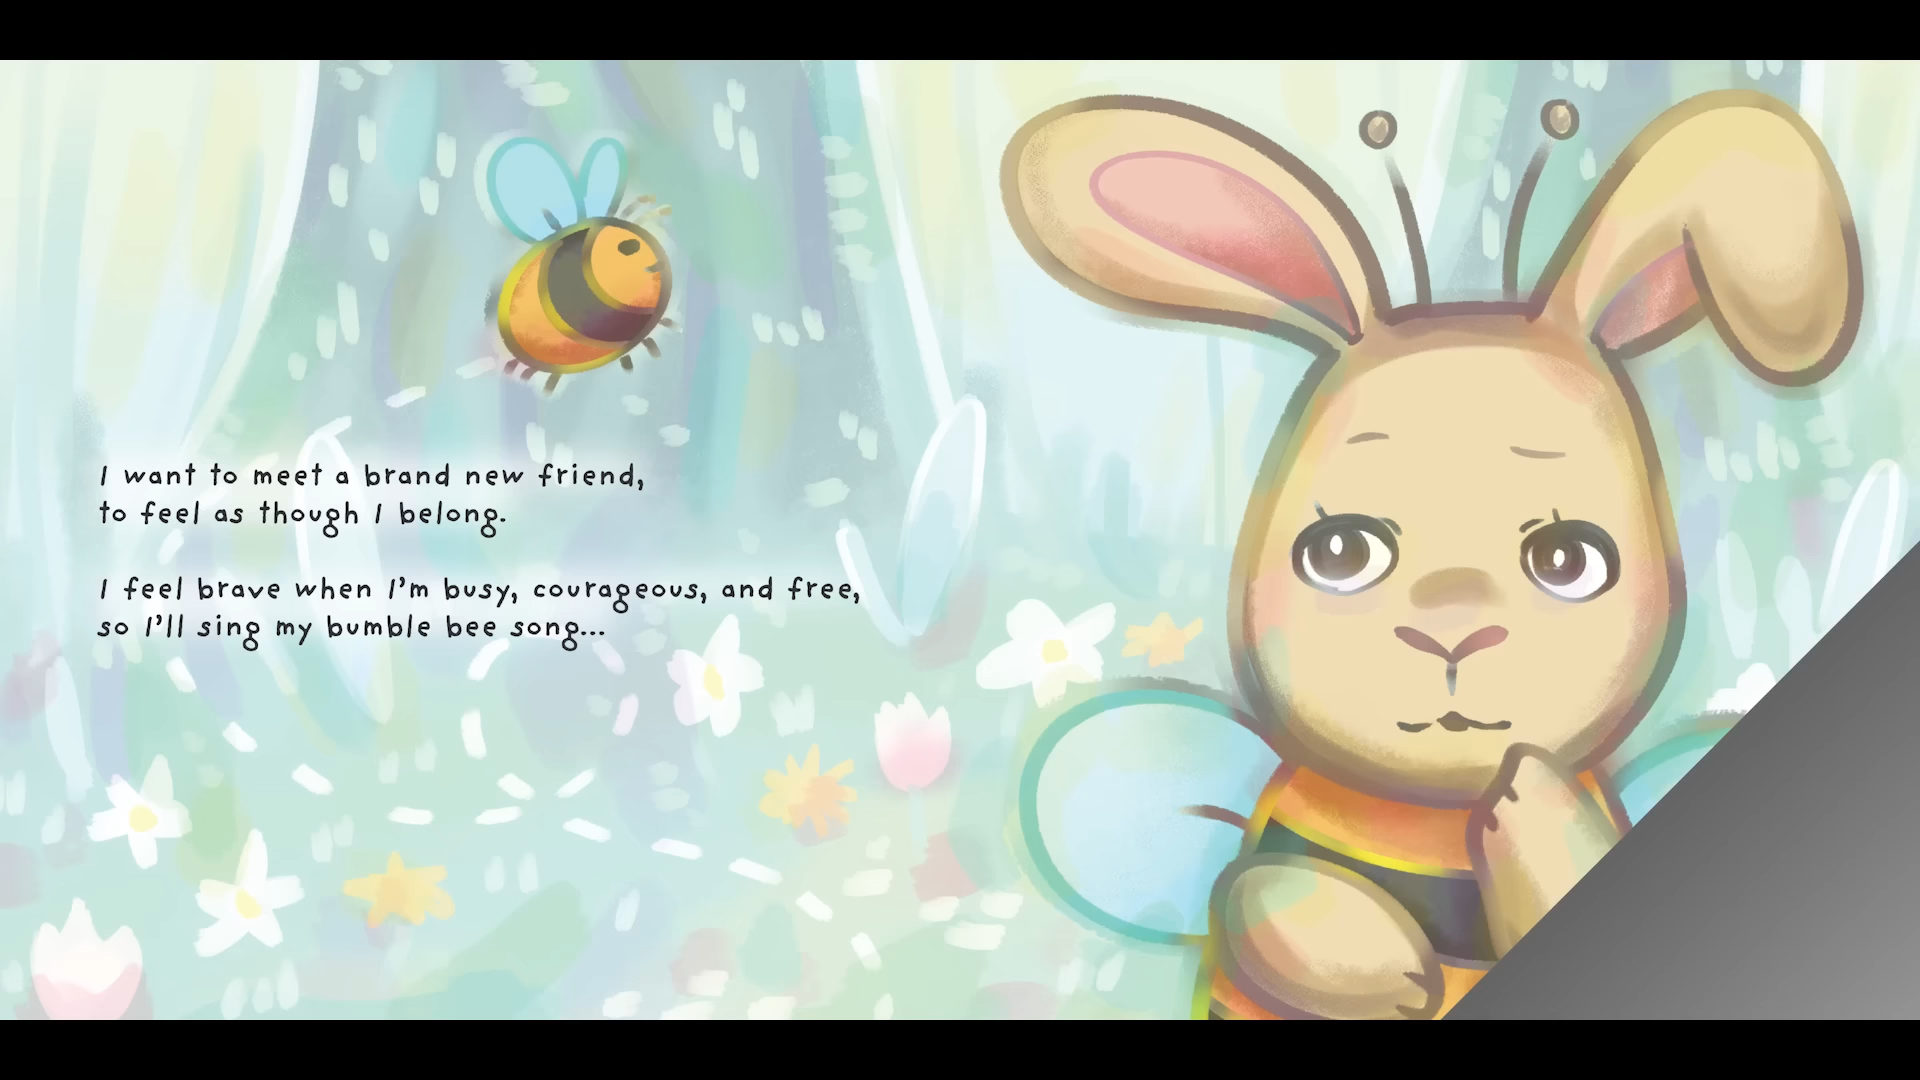 I want to meet a brand new friend,
to feel as though I belong.
I feel brave when I'm busy, courageous, and free,
so I'll sing my bumble bee song...